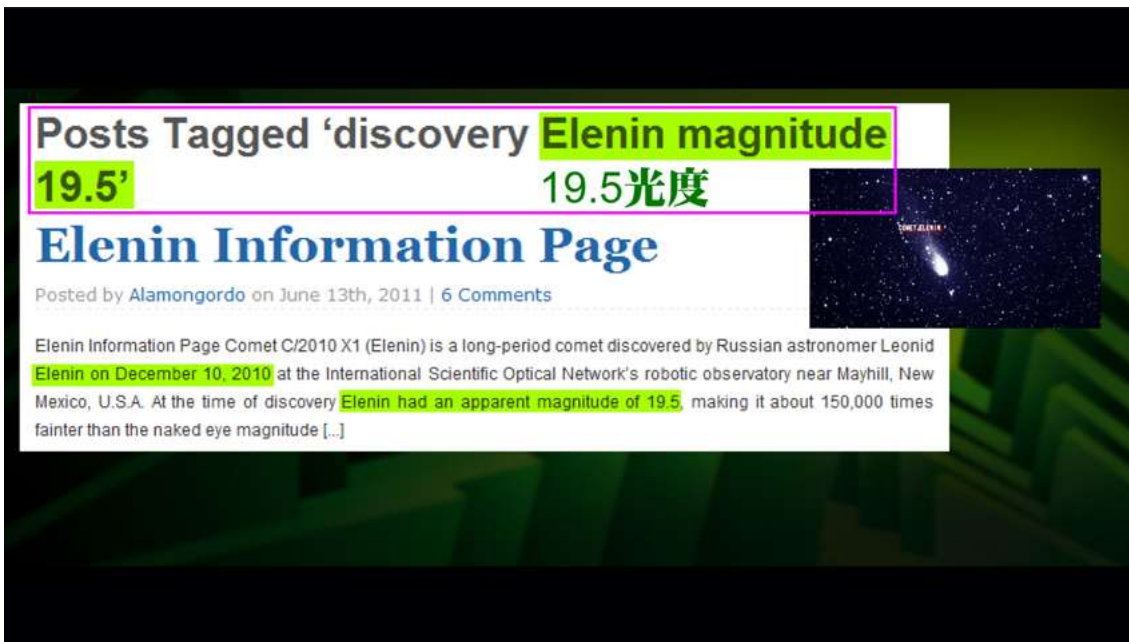 Posts Tagged ‘discovery Elenin magnitude
19.5’
19.5光度
COMET ELENIN
Elenin Information Page
Posted by Alamongordo on June 13th, 2011 | 6 Comments
Elenin Information Page Comet C/2010 X1 (Elenin) is a long-period comet discovered by Russian astronomer Leonid
Elenin on December 10, 2010 at the International Scientific Optical Network's robotic observatory near Mayhill, New
Mexico, U.S.A. At the time of discovery Elenin had an apparent magnitude of 19.5, making it about 150,000 times
fainter than the naked eye magnitude [...]